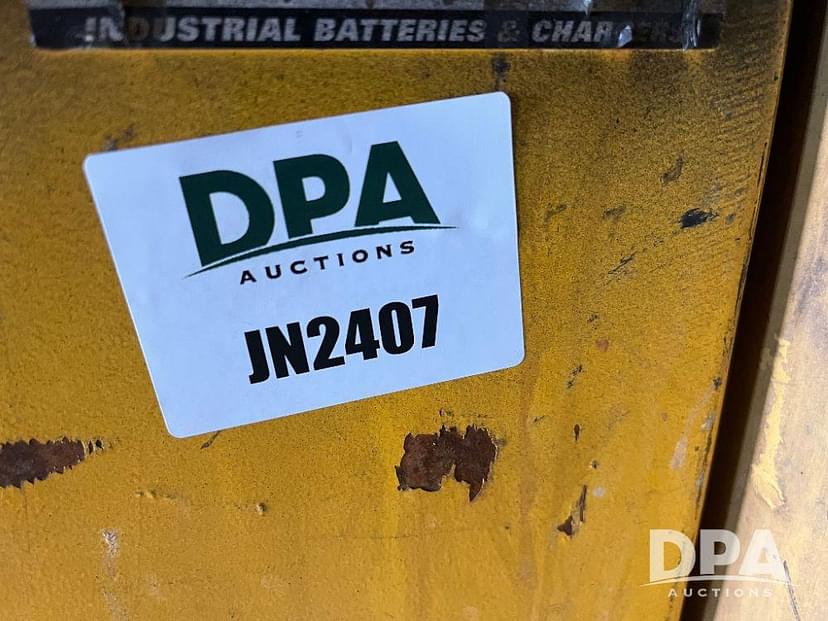 INDUSTRIAL BATTERIES & CHARGERS
DPA
AUCTIONS
JN2407
DPA
AUCTIONS